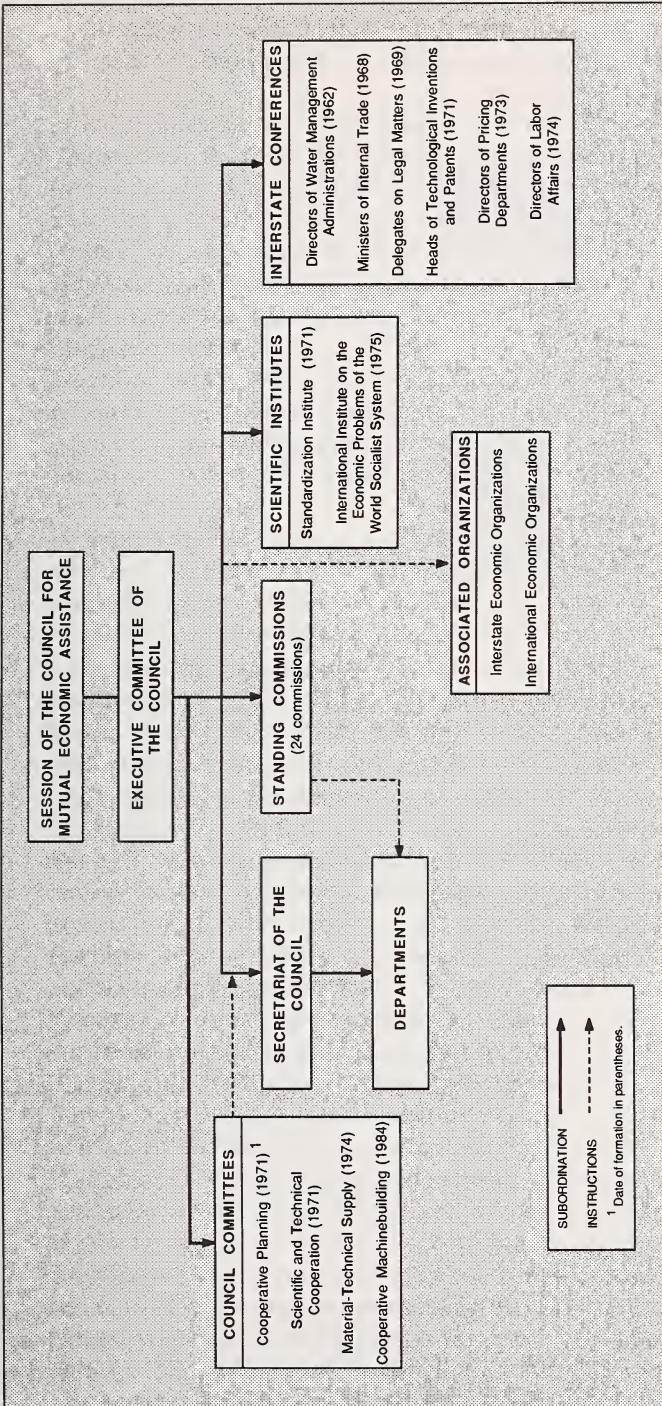 SESSION OF THE COUNCIL FOR
MUTUAL ECONOMIC ASSISTANCE
EXECUTIVE COMMITTEE OF
THE COUNCIL
COUNCIL COMMITTEES
Cooperative Planning (1971) 1
Scientific and Technical
Cooperation (1971)
Material-Technical Supply (1974)
Cooperative Machinebuilding (1984)
SECRETARIAT OF THE
COUNCIL
DEPARTMENTS
STANDING COMMISSIONS
(24 commissions)
SCIENTIFIC INSTITUTES
Standardization Institute (1971)
International Institute on the
Economic Problems of the
World Socialist System (1975)
INTERSTATE CONFERENCES
Directors of Water Management
Administrations (1962)
Ministers of Internal Trade (1968)
Delegates on Legal Matters (1969)
Heads of Technological Inventions
and Patents (1971)
Directors of Pricing
Departments (1973)
Directors of Labor
Affairs (1974)
ASSOCIATED ORGANIZATIONS
Interstate Economic Organizations
International Economic Organizations
SUBORDINATION
INSTRUCTIONS
1 Date of formation in parentheses.